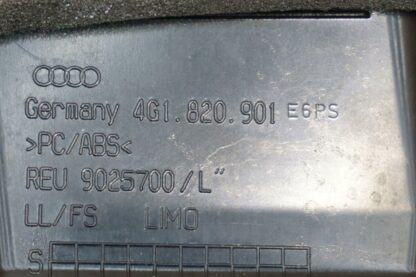 Germany 4G1.820.901 E6PS
>PC/ABS<
REU 9025700/L"
LL/FS LIMO
S